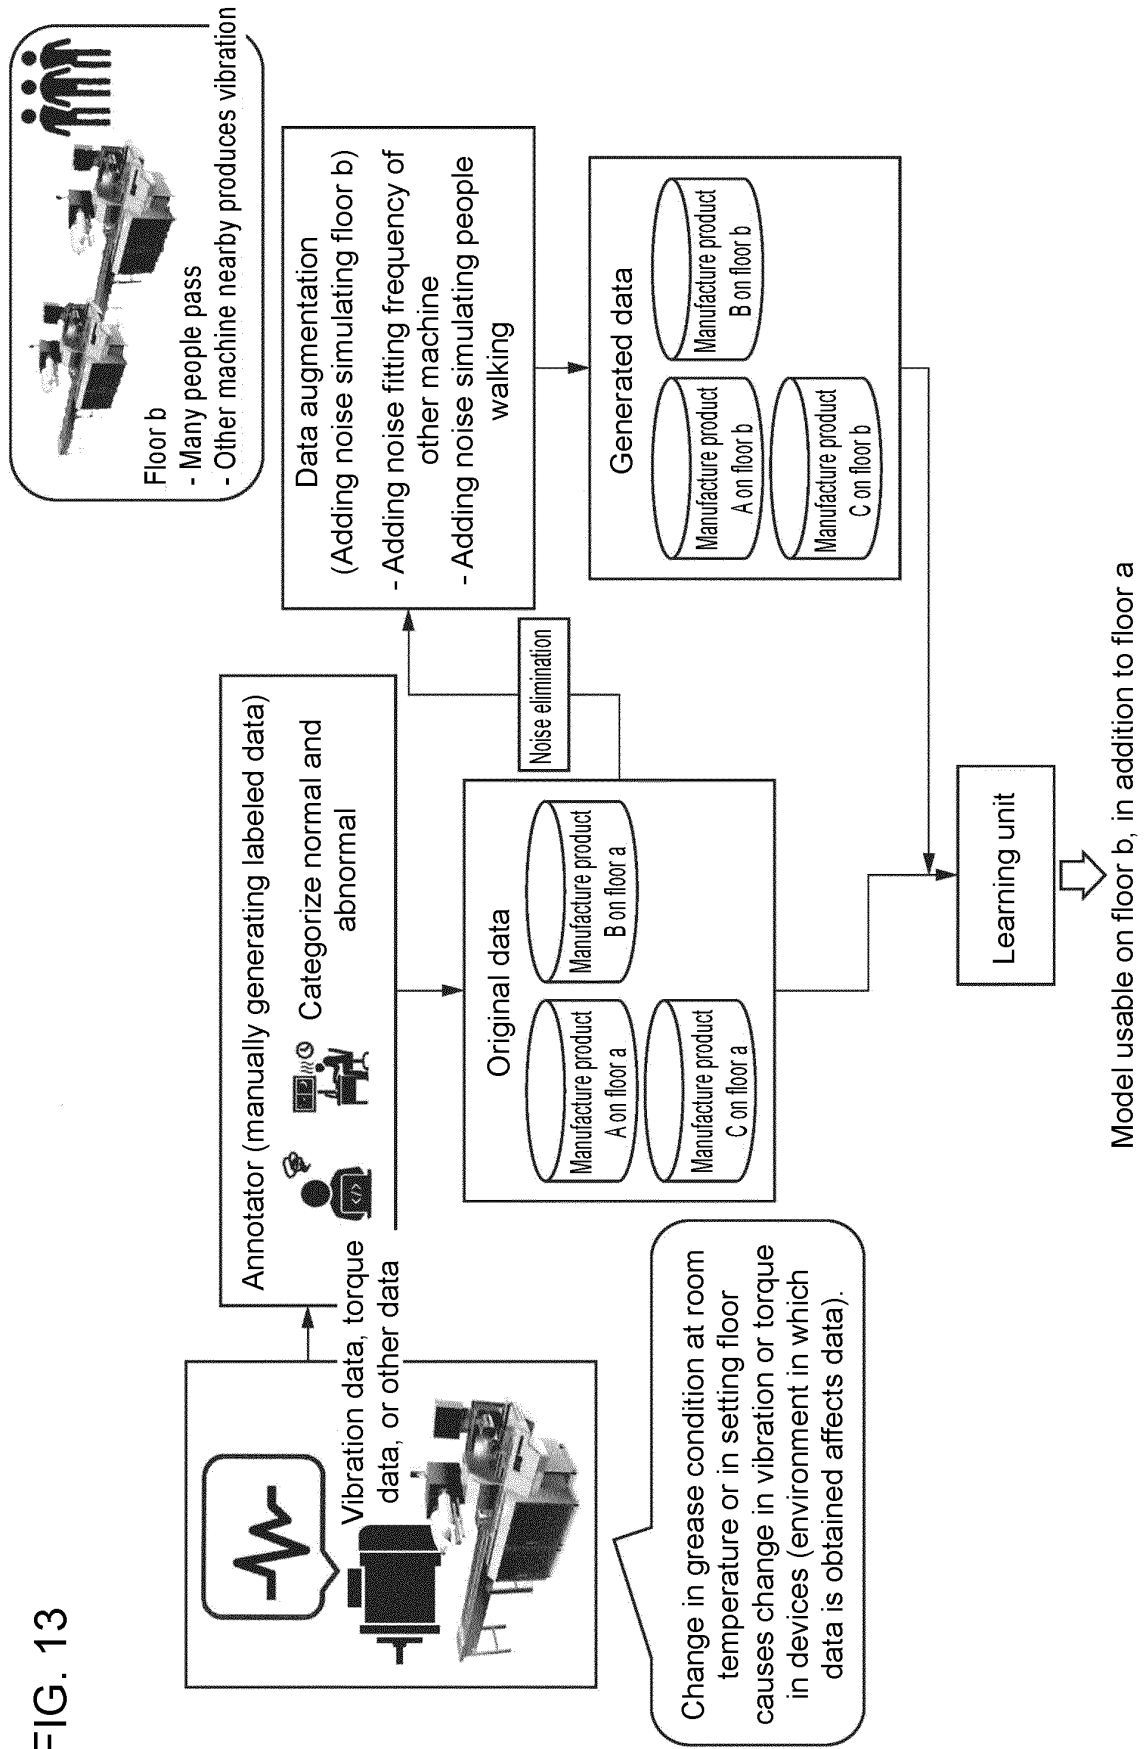 FIG. 13
Vibration data, torque
data, or other data
Change in grease condition at room
temperature or in setting floor
causes change in vibration or torque
in devices (environment in which
data is obtained affects data).
Annotator (manually generating labeled data)
Categorize normal and
abnormal
</>
Original data
Manufacture product
A on floor a
Manufacture product
B on floor a
Manufacture product
C on floor a
Noise elimination
Floor b
- Many people pass
- Other machine nearby produces vibration
Data augmentation
(Adding noise simulating floor b)
- Adding noise fitting frequency of
other machine
- Adding noise simulating people
walking
Generated data
Manufacture product
A on floor b
Manufacture product
B on floor b
Manufacture product
C on floor b
Learning unit
Model usable on floor b, in addition to floor a